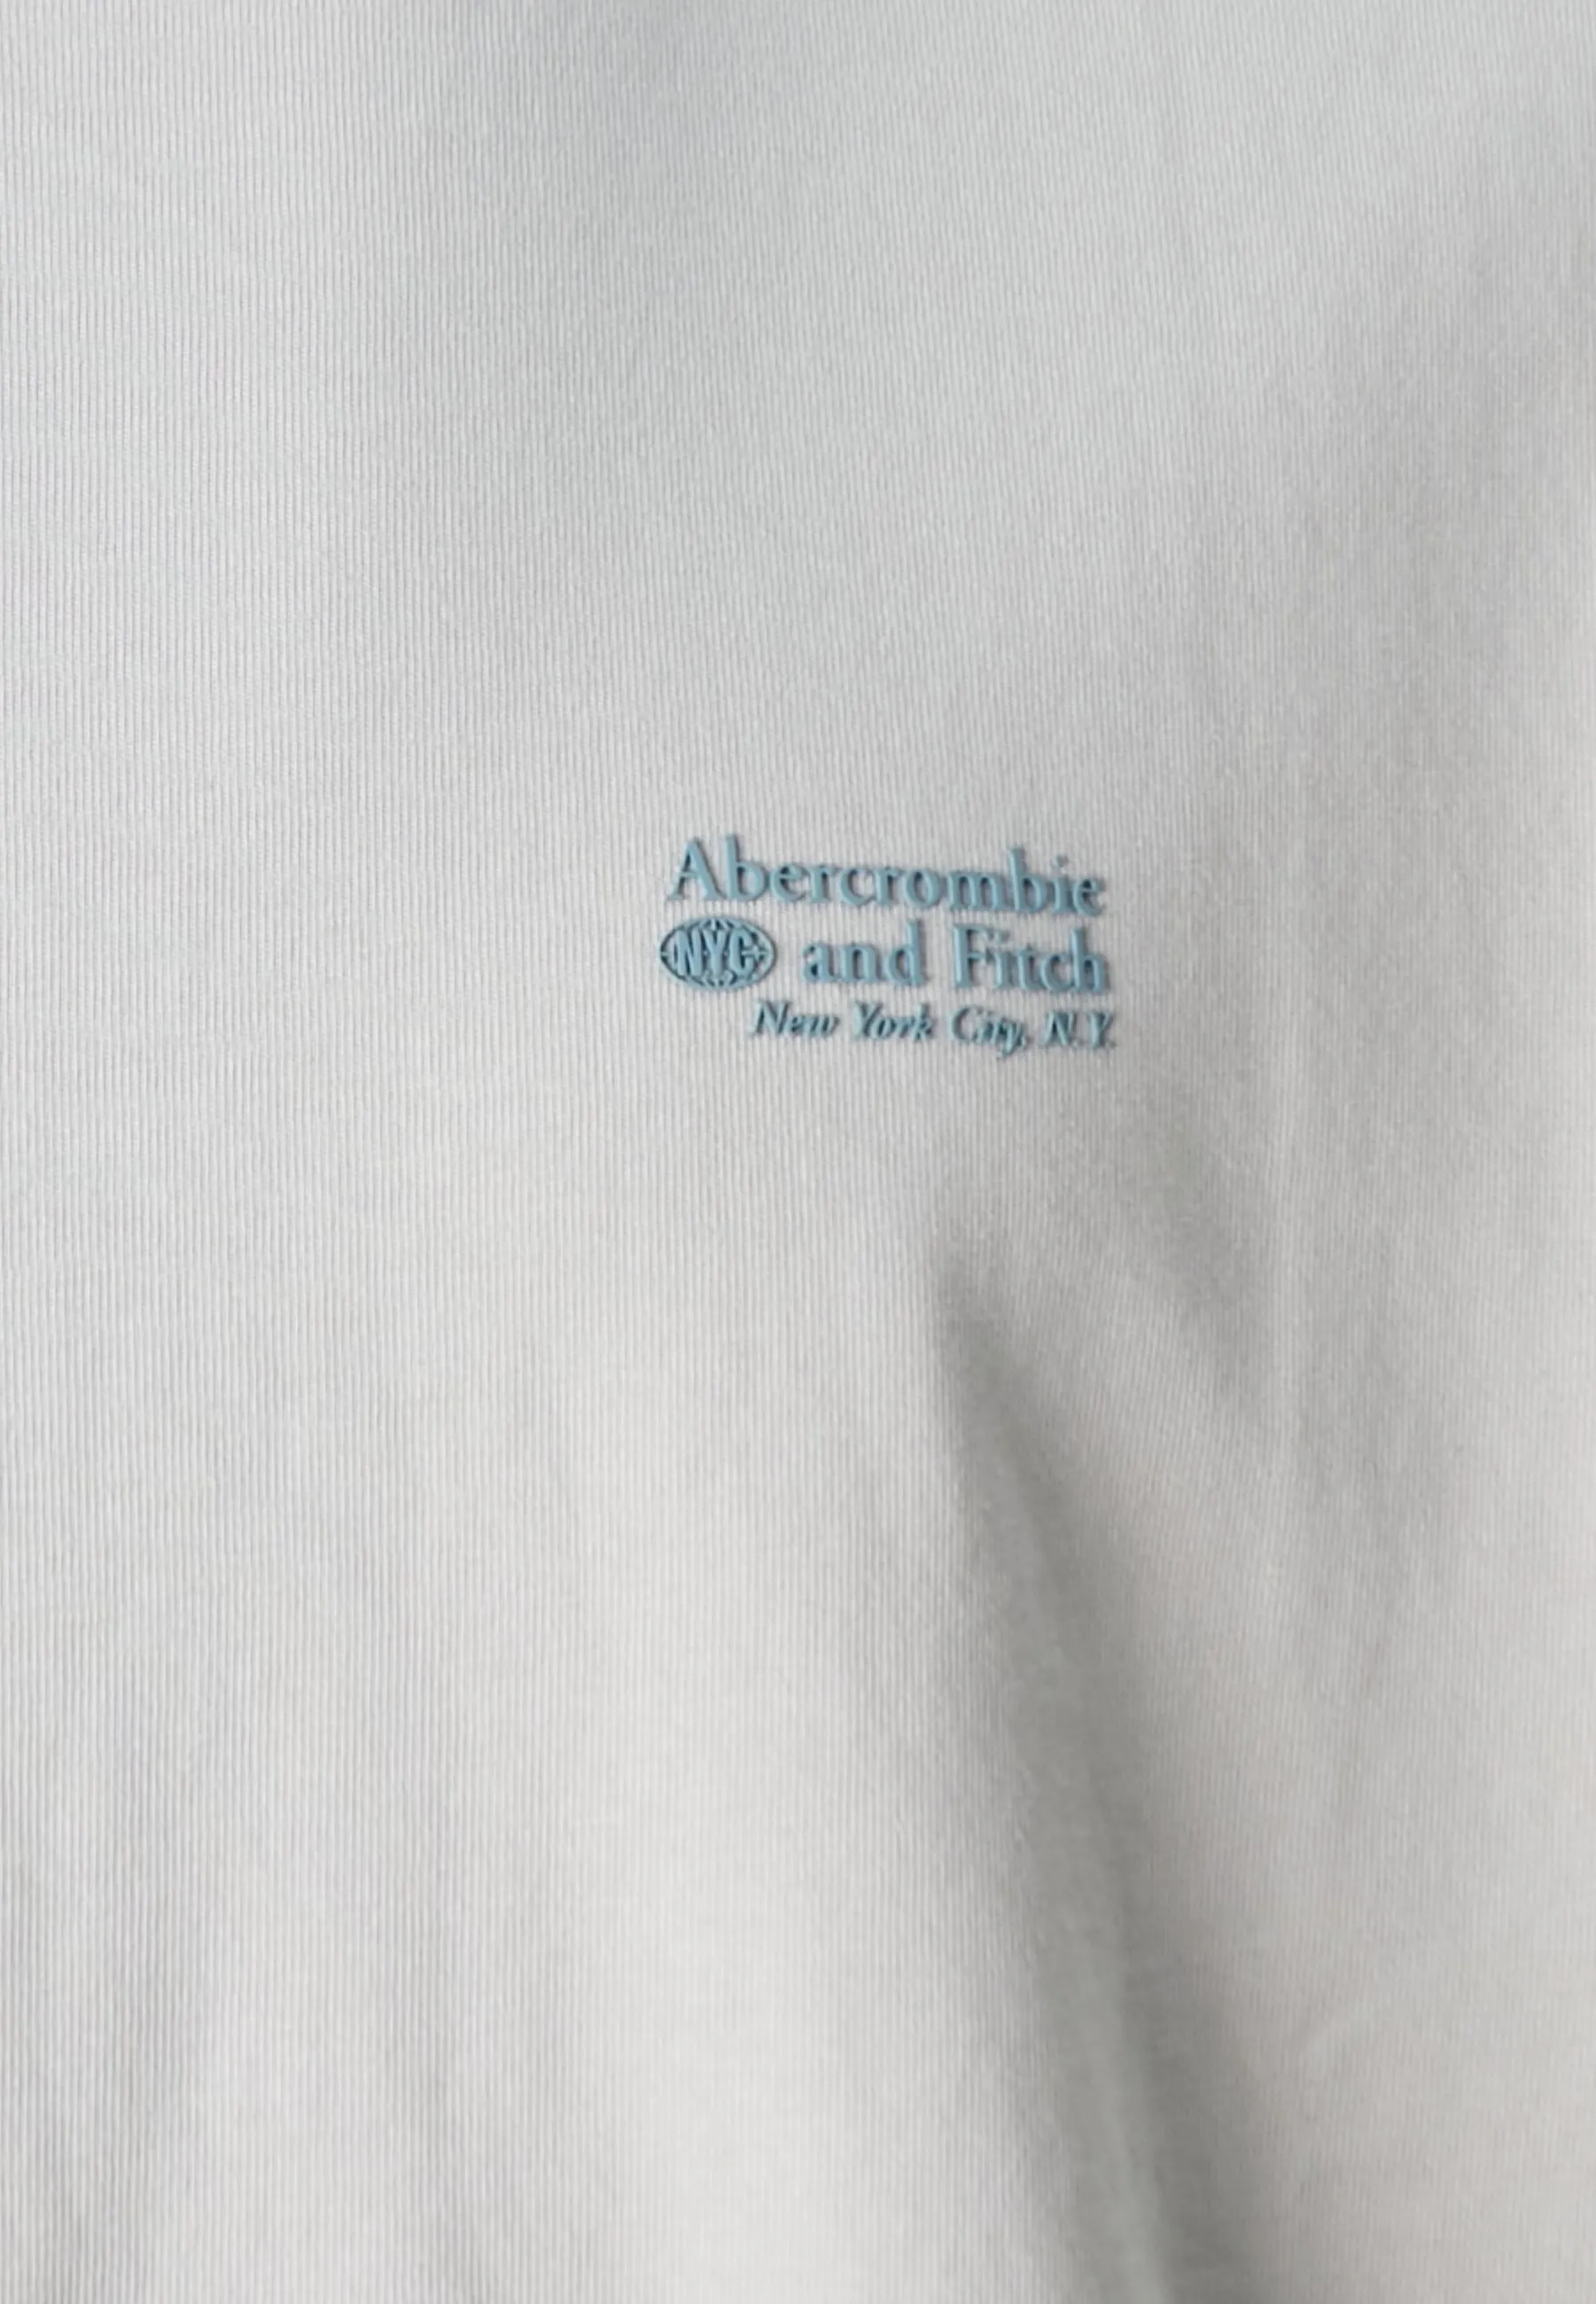 Abercrombie
NYC and Fitch
New York City, N.Y.